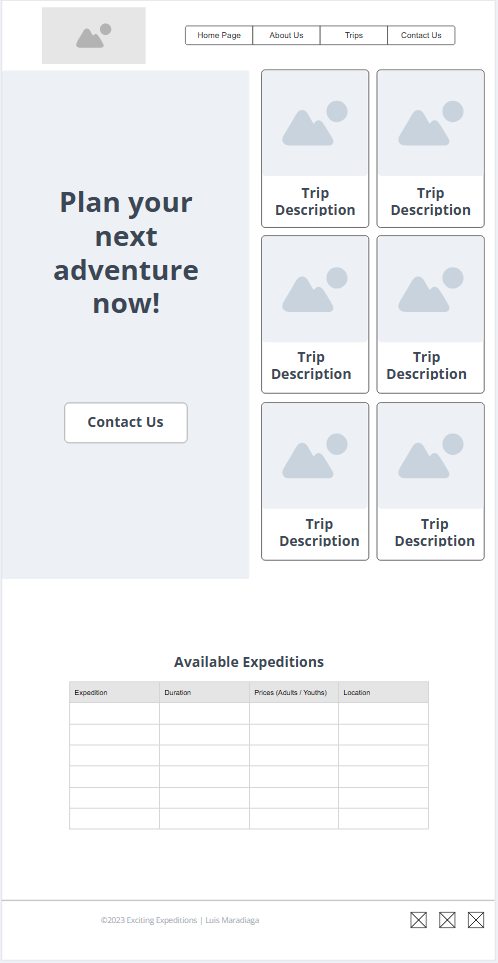 Home Page
About Us
Trips
Contact Us
Plan your
next
adventure
now!
Contact Us
Trip
Description
Trip
Description
Trip
Description
Trip
Description
Trip
Description
Trip
Description
Available Expeditions
Expedition
Duration
Prices (Adults / Youths)
Location
©2023 Exciting Expeditions | Luis Maradiaga